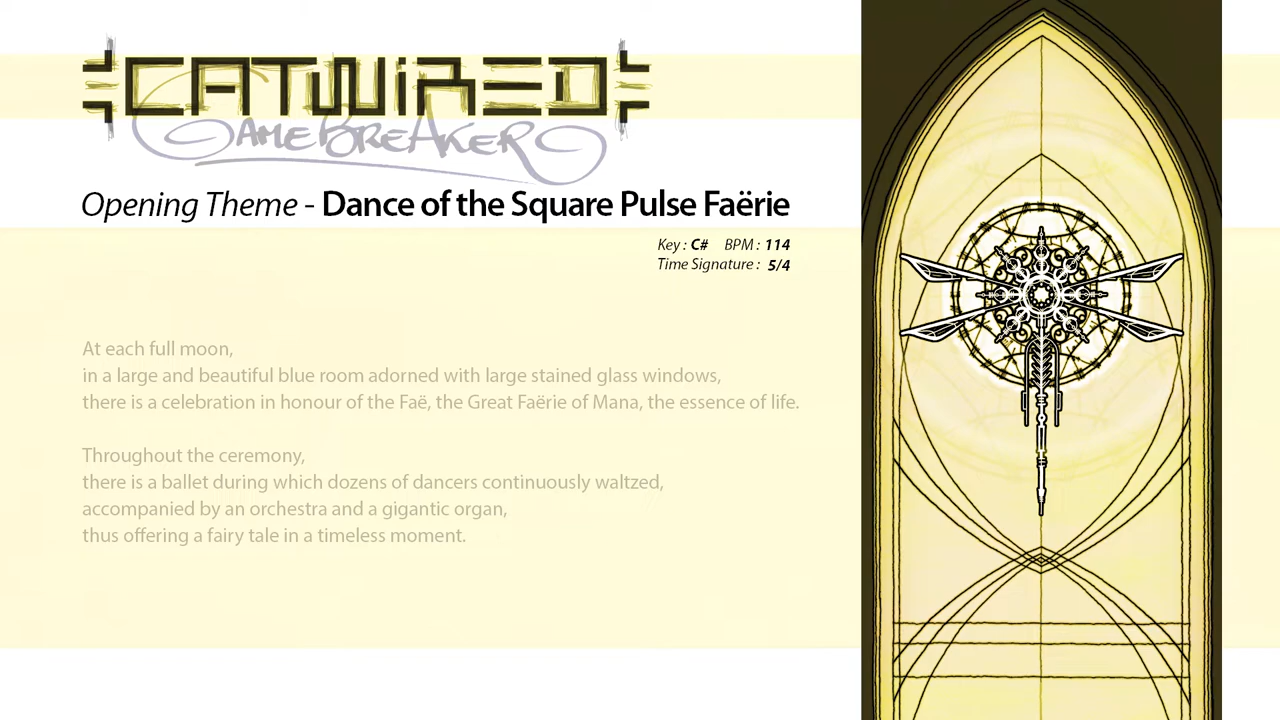 CATWiRED
GAMEBREAKER
Opening Theme - Dance of the Square Pulse Faërie
Key : C# BPM : 114
Time Signature : 5/4
At each full moon,
in a large and beautiful blue room adorned with large stained glass windows,
there is a celebration in honour of the Faë, the Great Faërie of Mana, the essence of life.
Throughout the ceremony,
there is a ballet during which dozens of dancers continuously waltzed,
accompanied by an orchestra and a gigantic organ,
thus offering a fairy tale in a timeless moment.